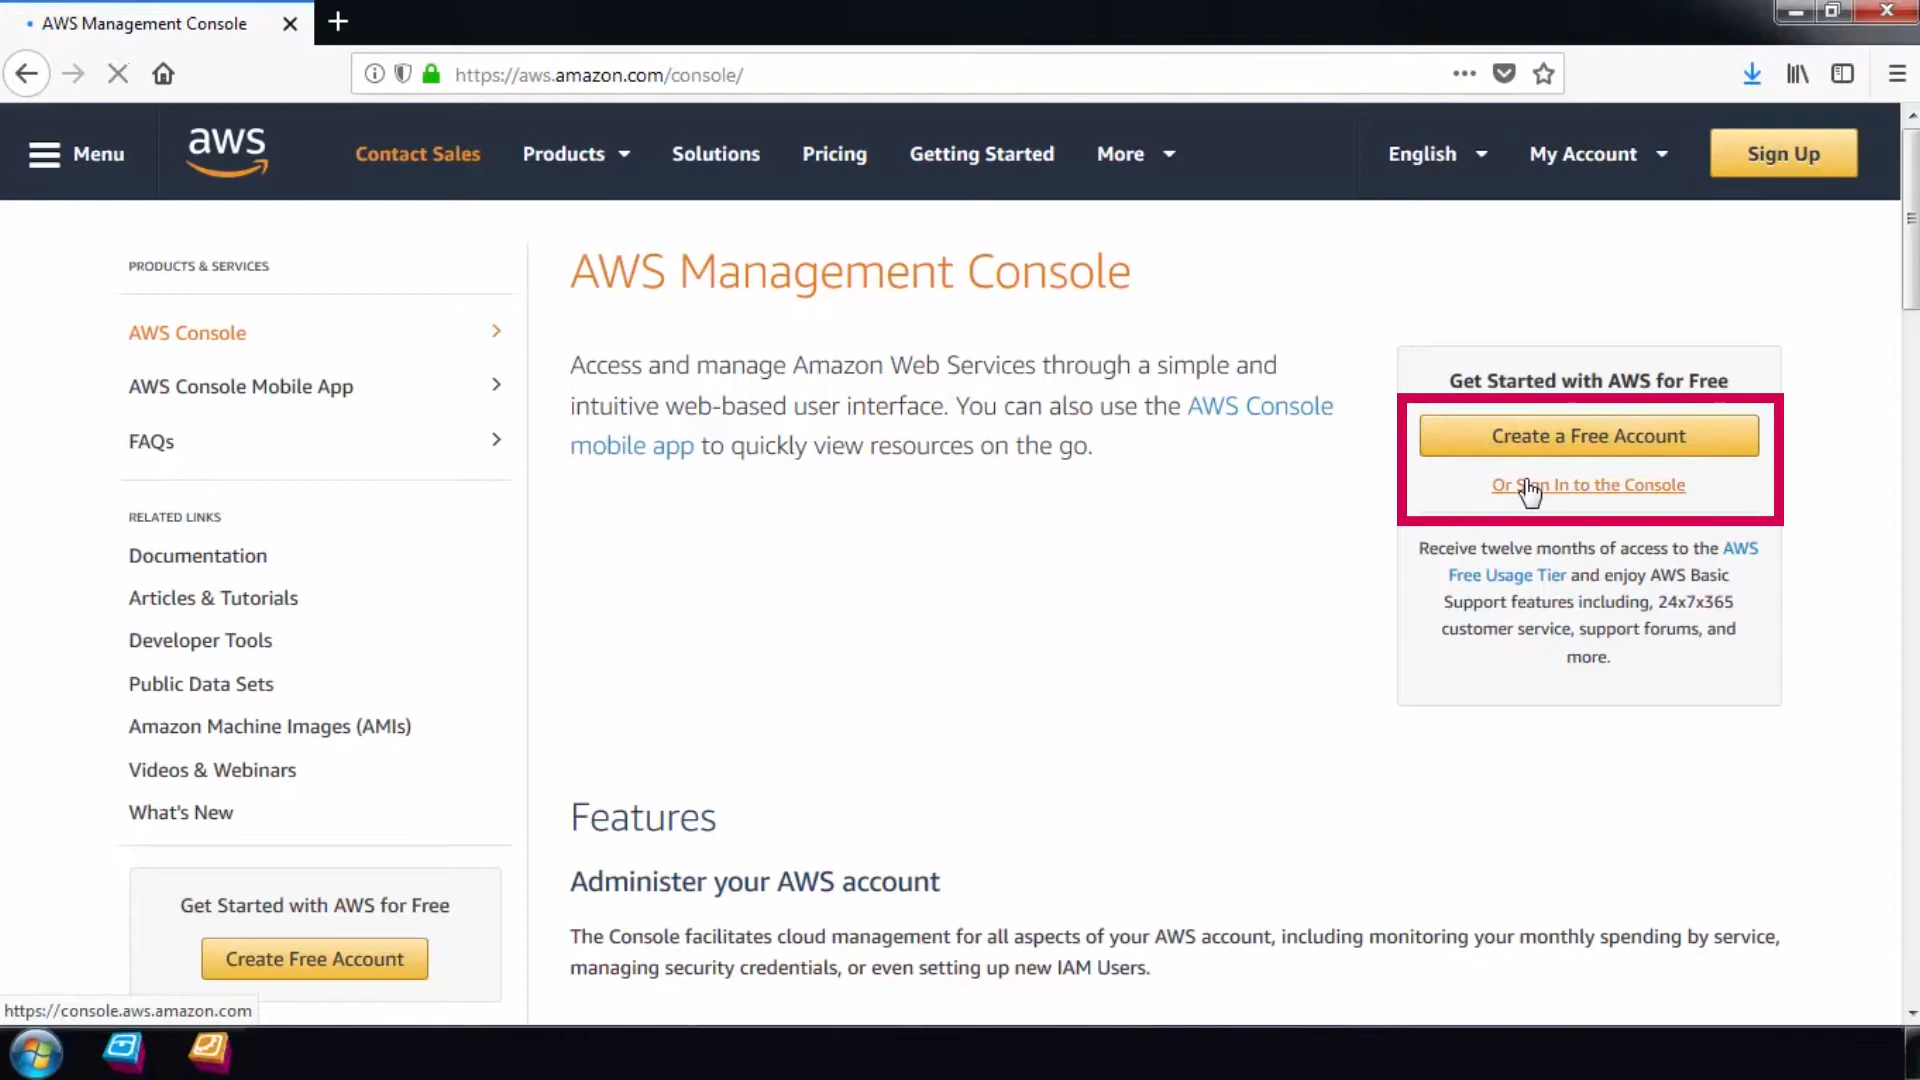 AWS Management Console
https://aws.amazon.com/console/
Menu
aws
Contact Sales
Products
Solutions
Pricing
Getting Started
More
English
My Account
Sign Up
PRODUCTS & SERVICES
AWS Console
AWS Console Mobile App
FAQs
RELATED LINKS
Documentation
Articles & Tutorials
Developer Tools
Public Data Sets
Amazon Machine Images (AMIs)
Videos & Webinars
What's New
Get Started with AWS for Free
Create Free Account
AWS Management Console
Access and manage Amazon Web Services through a simple and
intuitive web-based user interface. You can also use the AWS Console
mobile app to quickly view resources on the go.
Get Started with AWS for Free
Create a Free Account
Or Sign In to the Console
Receive twelve months of access to the AWS
Free Usage Tier and enjoy AWS Basic
Support features including, 24x7x365
customer service, support forums, and
more.
Features
Administer your AWS account
The Console facilitates cloud management for all aspects of your AWS account, including monitoring your monthly spending by service,
managing security credentials, or even setting up new IAM Users.
https://console.aws.amazon.com